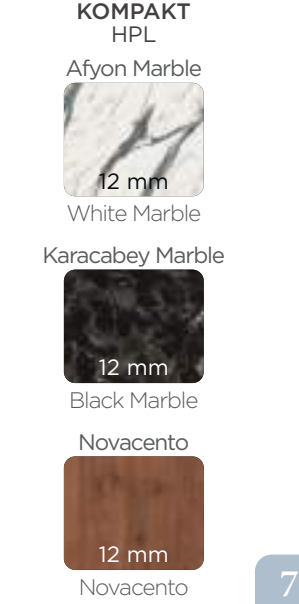 KOMPAKT
HPL
Afyon Marble
12 mm
White Marble
Karacabey Marble
12 mm
Black Marble
Novacento
12 mm
Novacento
7